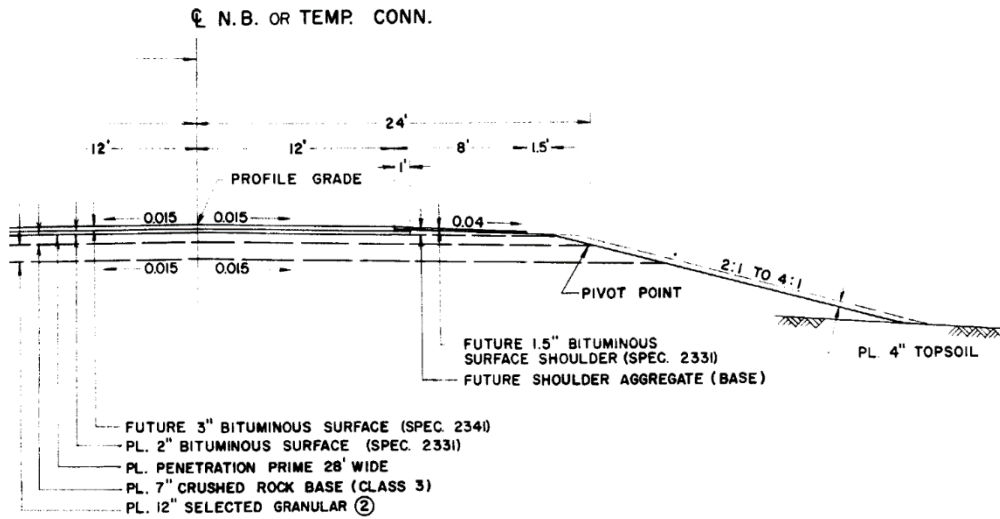 ℄ N.B. OR TEMP. CONN.
24'
12' 12' 8' 1.5'
1'
PROFILE GRADE
0.015 0.015 0.04
0.015 0.015
2:1 TO 4:1
PIVOT POINT
PL. 4" TOPSOIL
FUTURE 1.5" BITUMINOUS
SURFACE SHOULDER (SPEC. 2331)
FUTURE SHOULDER AGGREGATE (BASE)
FUTURE 3" BITUMINOUS SURFACE (SPEC. 2341)
PL. 2" BITUMINOUS SURFACE (SPEC. 2331)
PL. PENETRATION PRIME 28' WIDE
PL. 7" CRUSHED ROCK BASE (CLASS 3)
PL. 12" SELECTED GRANULAR ②